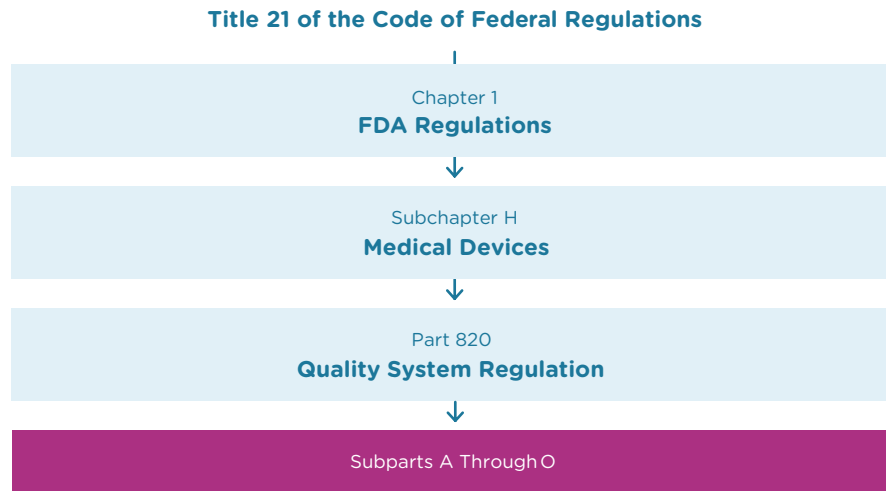 Title 21 of the Code of Federal Regulations
Chapter 1
FDA Regulations
Subchapter H
Medical Devices
Part 820
Quality System Regulation
Subparts A Through O